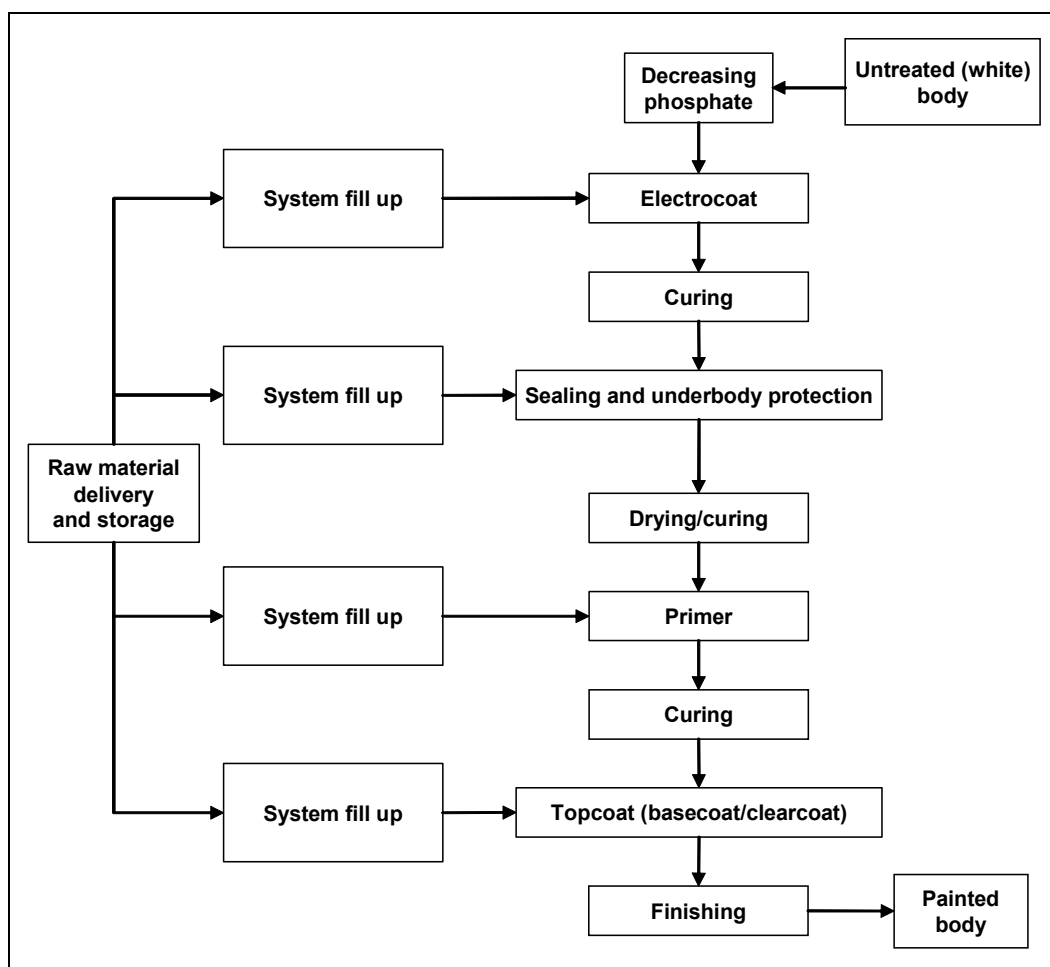 Decreasing
phosphate
Untreated (white)
body
System fill up
Electrocoat
Curing
System fill up
Sealing and underbody protection
Raw material
delivery
and storage
Drying/curing
System fill up
Primer
Curing
System fill up
Topcoat (basecoat/clearcoat)
Finishing
Painted
body